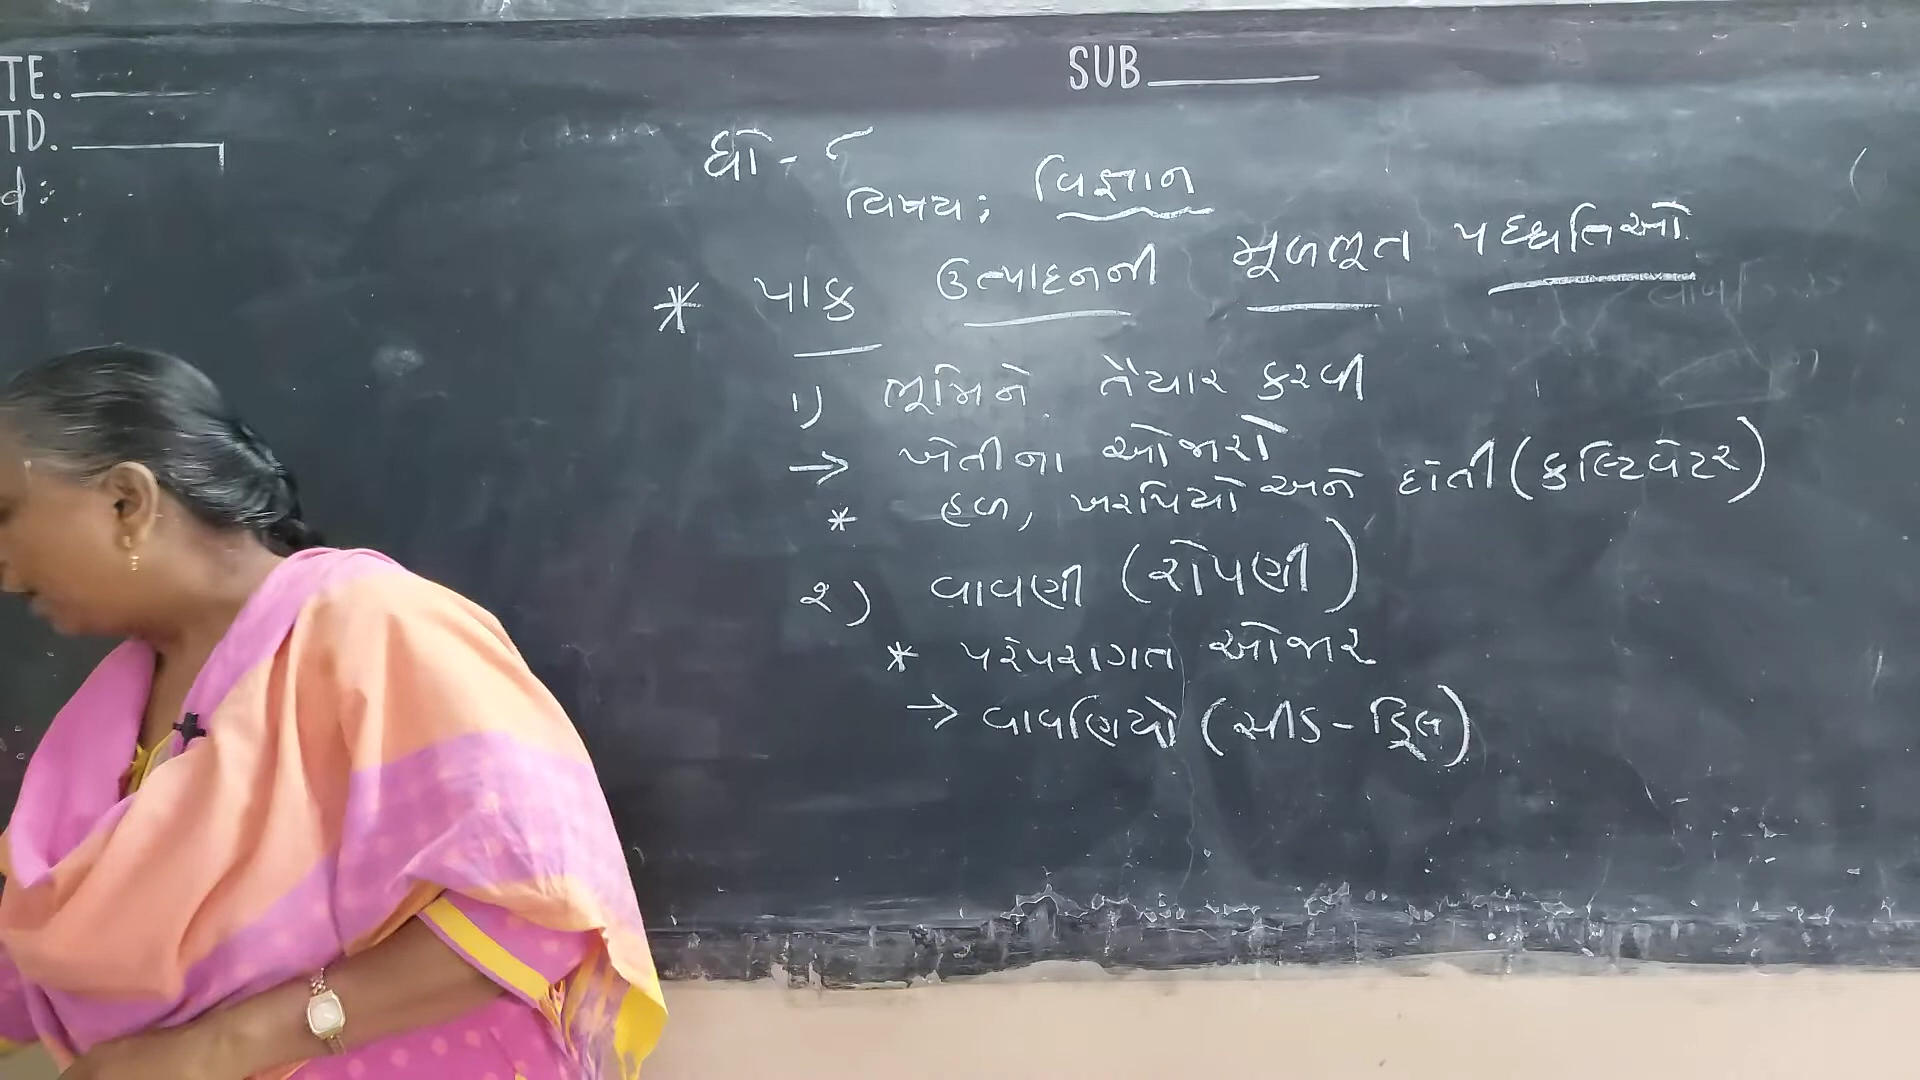 TE.
TD.
SUB
ધો - ૮
વિષય : વિજ્ઞાન
* પાક ઉત્પાદનની મૂળભૂત પધ્ધતિઓ
૧) ભૂમિને તૈયાર કરવી
→ ખેતીના ઓજારો
* હળ, ખરપિયો અને દાંતી (કલ્ટિવેટર)
૨) વાવણી (રોપણી)
* પરંપરાગત ઓજાર
→ વાવણિયો (સીડ - ડ્રિલ)